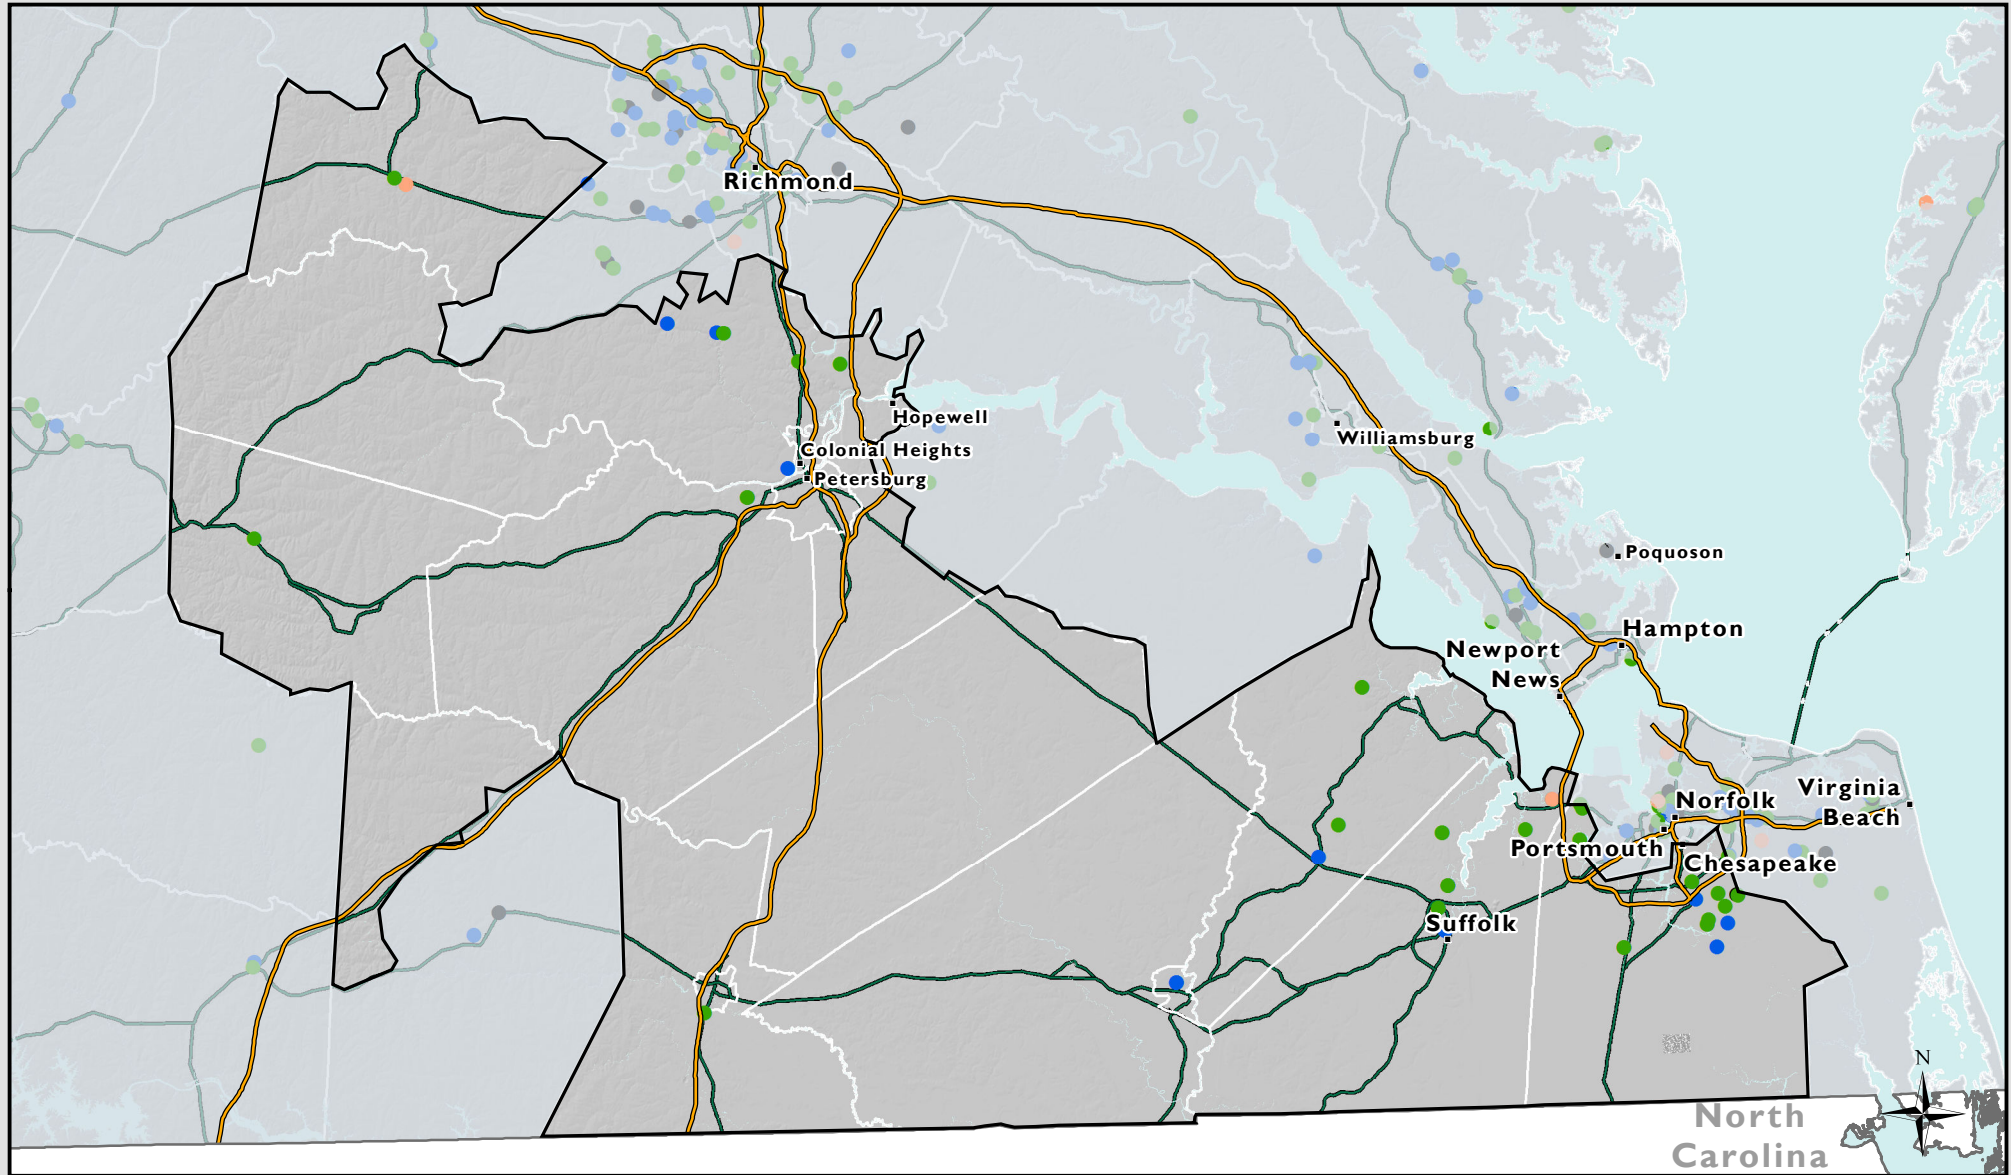 Richmond
Hopewell
Williamsburg
Colonial Heights
Petersburg
Poquoson
Hampton
Newport
News
Virginia
Beach
Norfolk
Portsmouth
Chesapeake
Suffolk
N
North
Carolina